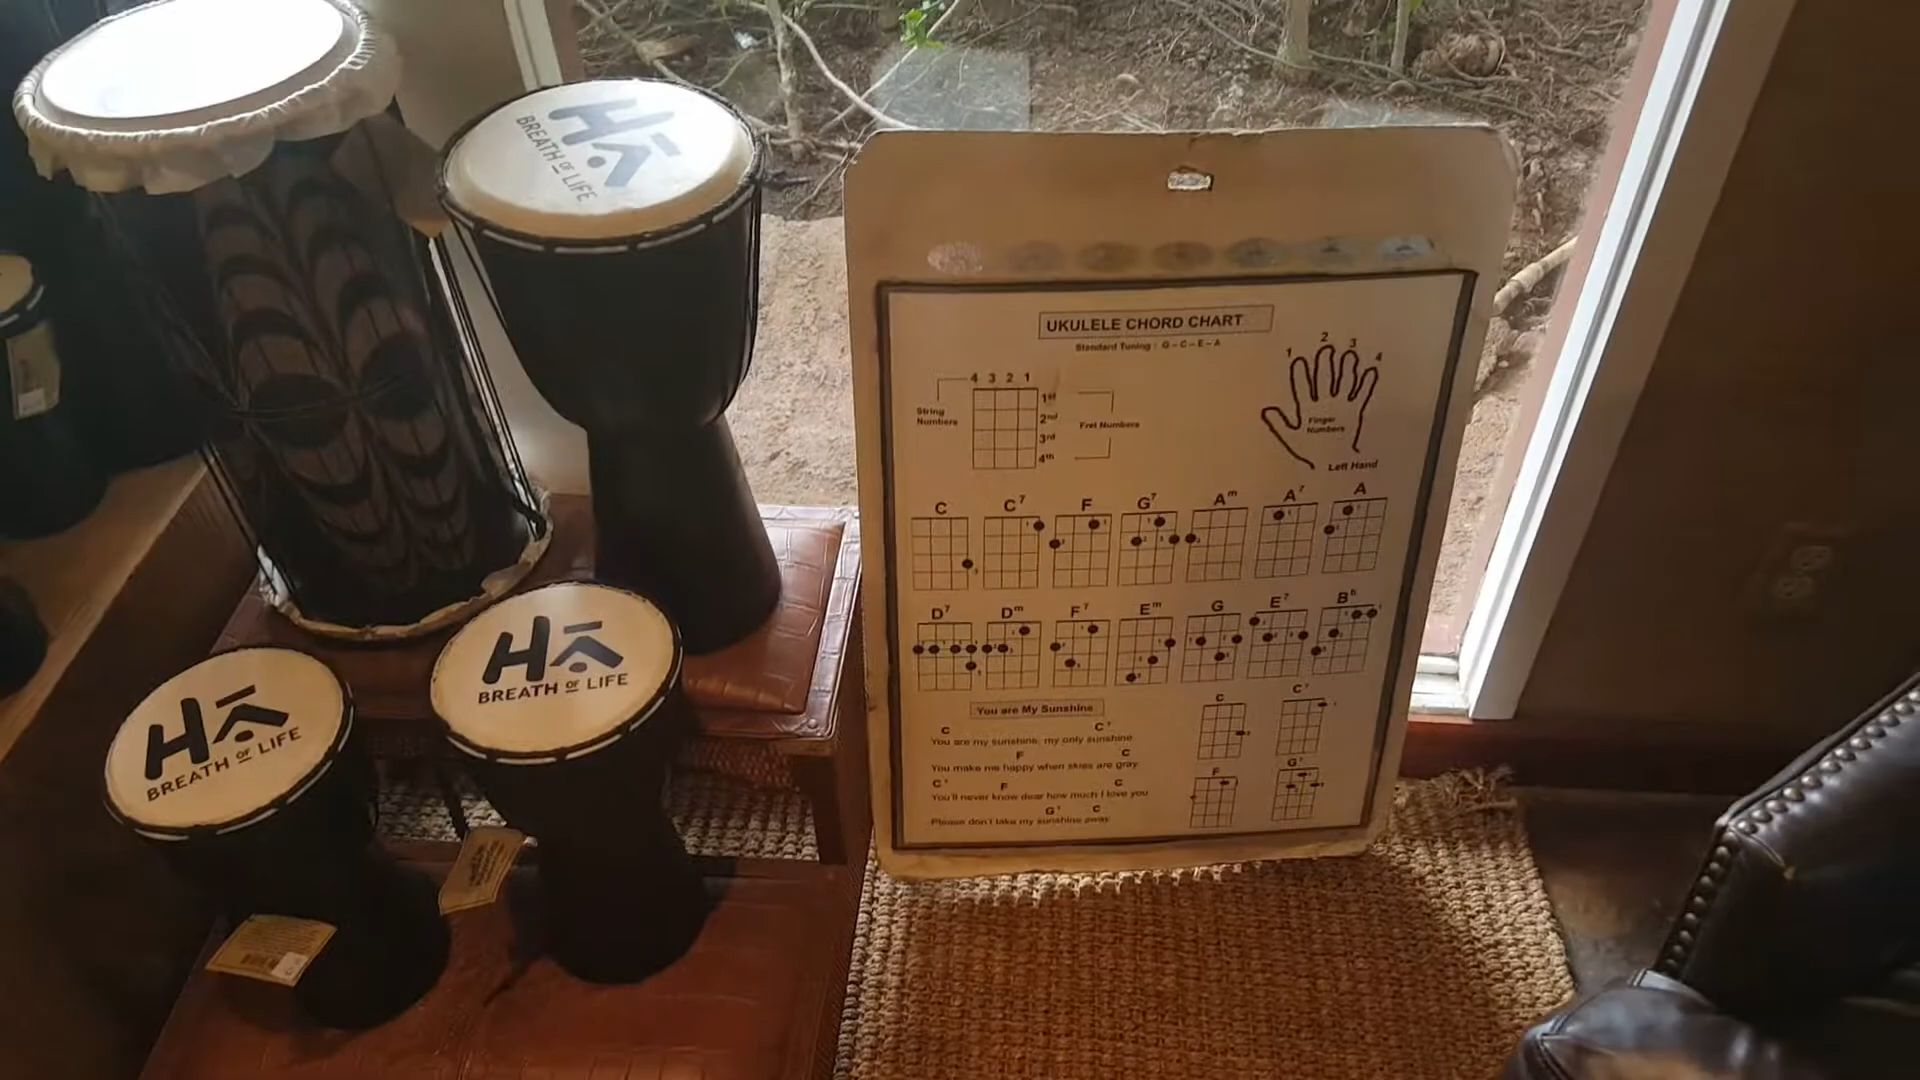 HĀ
BREATH OF LIFE
HĀ
BREATH OF LIFE
HĀ
BREATH OF LIFE
UKULELE CHORD CHART
Standard Tuning : G – C – E – A
4 3 2 1
String Numbers
1st
2nd
3rd
4th
Fret Numbers
1 2 3 4
Finger Numbers
Left Hand
C C7 F G7 Am A7 A
D7 Dm F7 Em G E7 Bb
You are My Sunshine
C C7
You are my sunshine, my only sunshine
F C
You make me happy when skies are gray
C7 F C
You'll never know dear how much I love you
G7 C
Please don't take my sunshine away
C C7
F G7